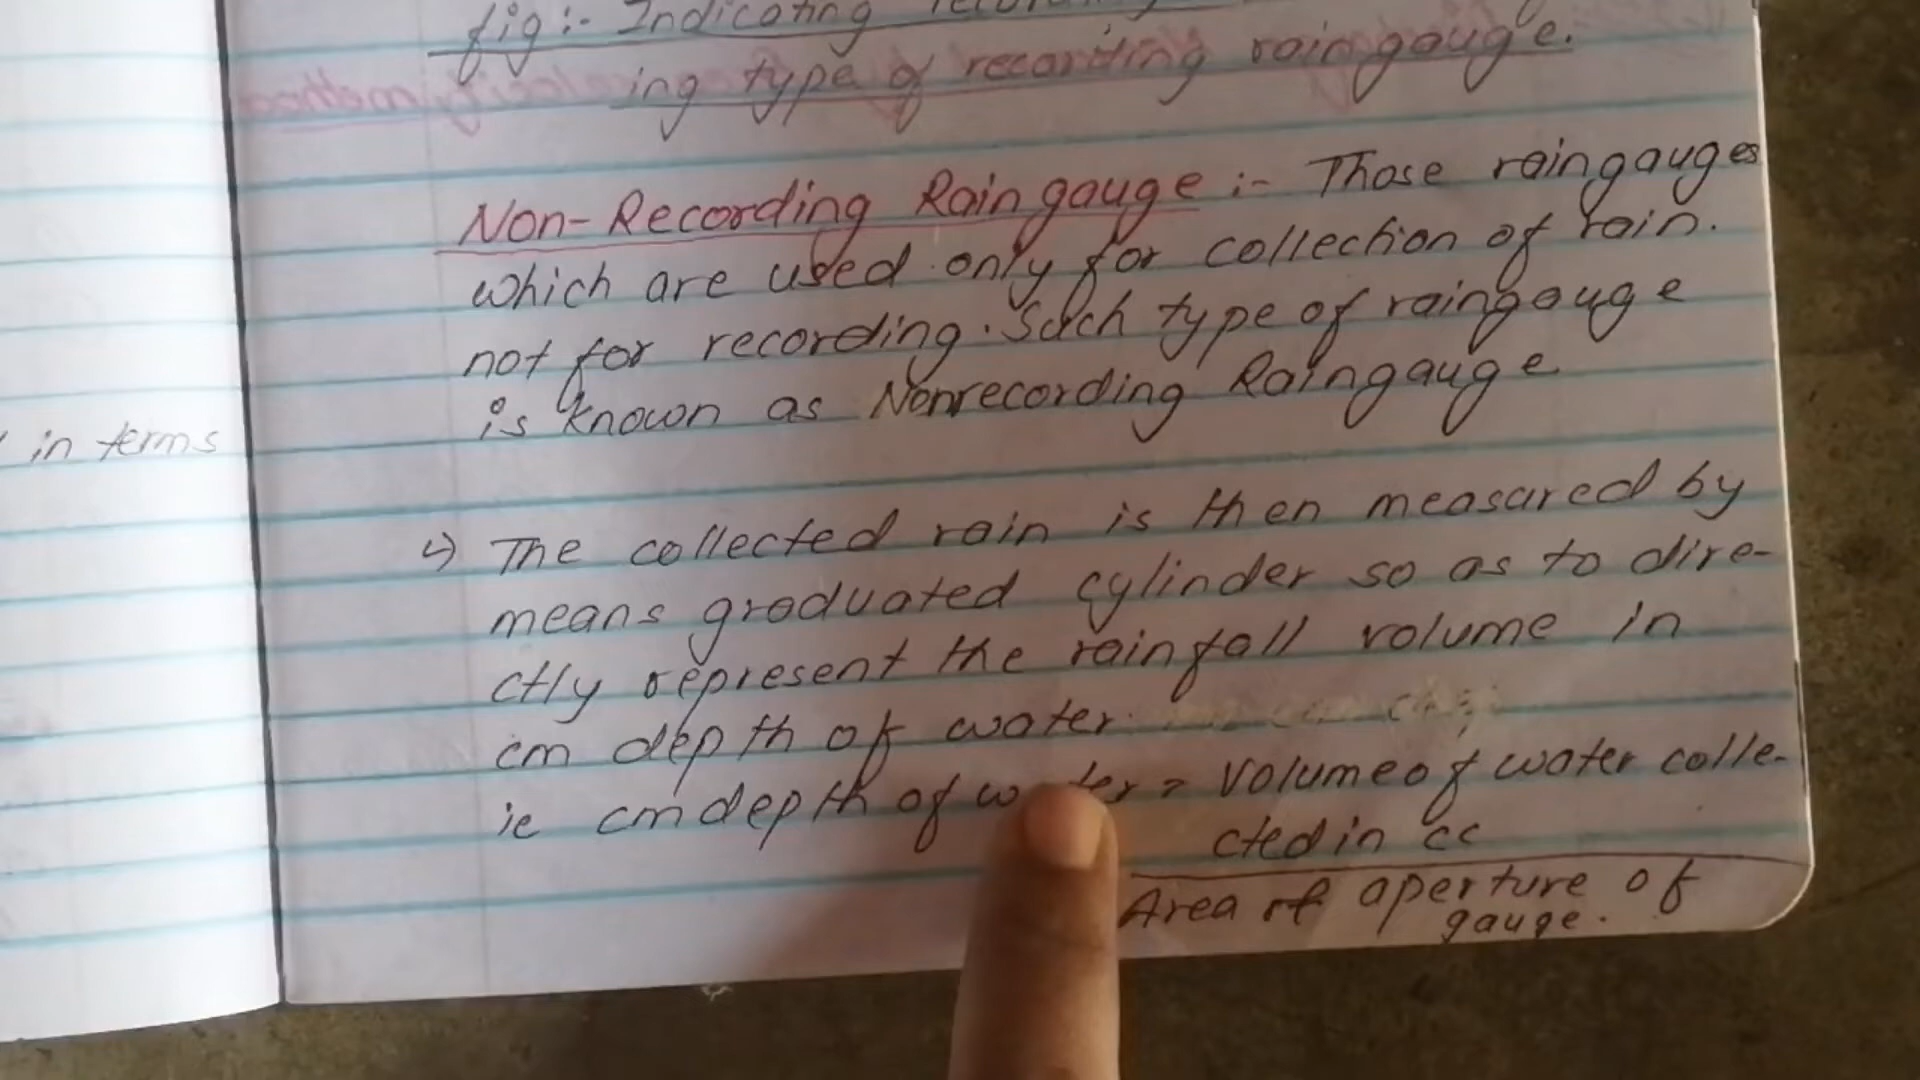 in terms
fig:- Indicating
ing type of recording raingauge.
Non-Recording Raingauge :- Those raingauges
which are used only for collection of rain.
not for recording. Such type of raingauge
is known as Nonrecording Raingauge
↳ The collected rain is then measured by
means graduated cylinder so as to dire-
ctly represent the rainfall volume in
cm depth of water.
ie cm depth of water = Volume of water colle-
cted in cc
Area of aperture of
gauge.